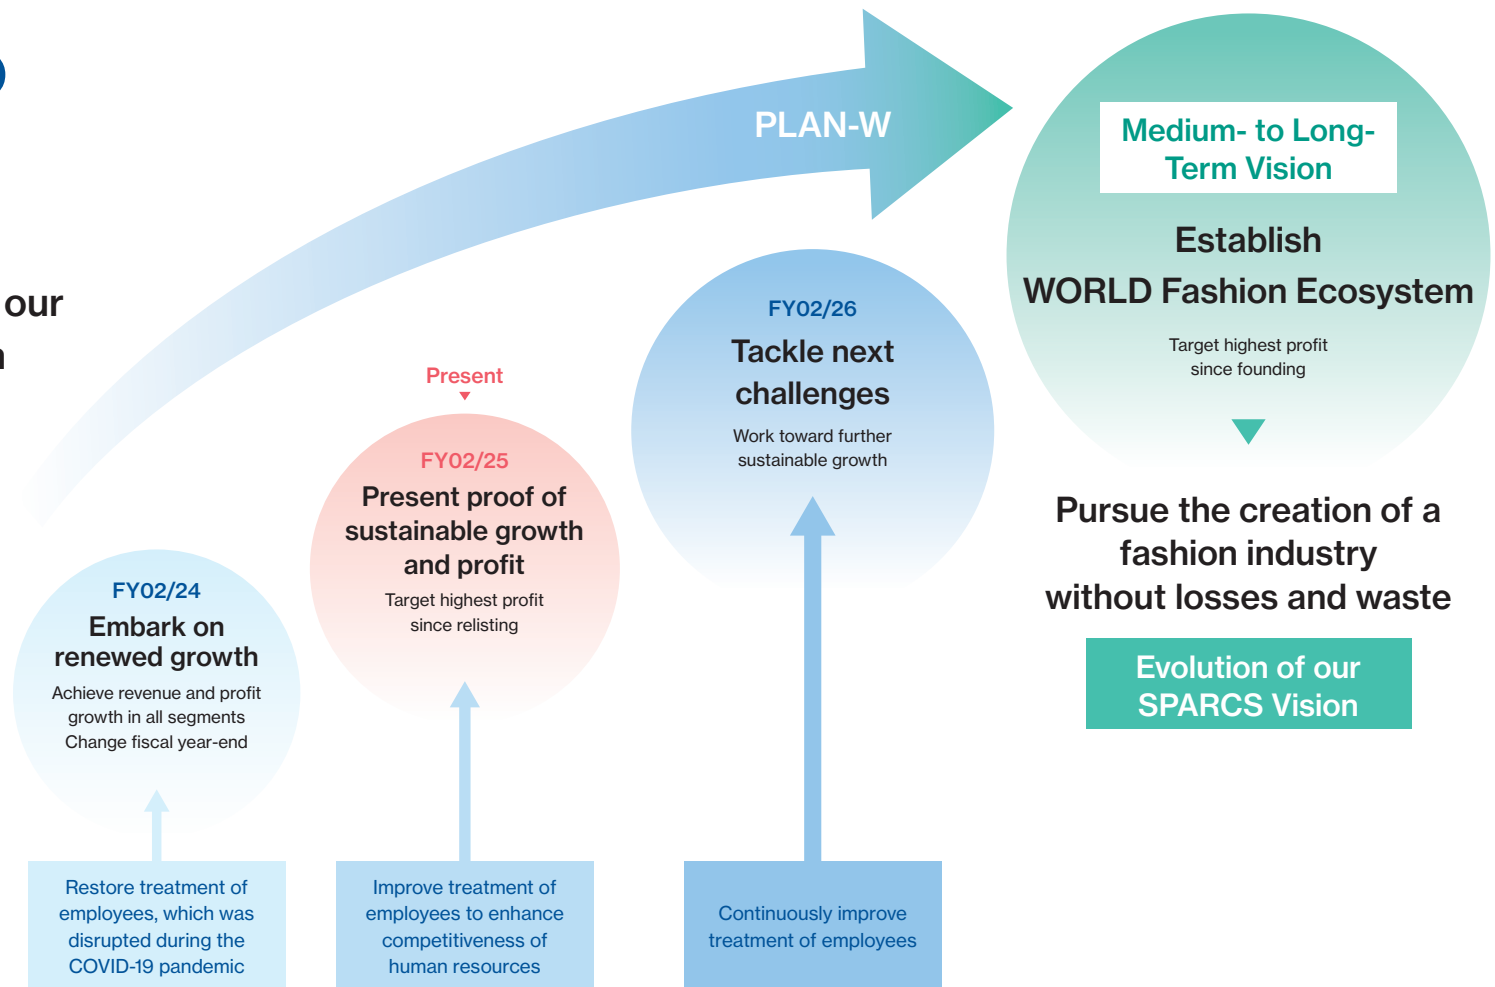 our
PLAN-W
Medium- to Long-
Term Vision
Establish
WORLD Fashion Ecosystem
Target highest profit
since founding
Pursue the creation of a
fashion industry
without losses and waste
Evolution of our
SPARCS Vision
FY02/26
Tackle next
challenges
Work toward further
sustainable growth
Present
FY02/25
Present proof of
sustainable growth
and profit
Target highest profit
since relisting
FY02/24
Embark on
renewed growth
Achieve revenue and profit
growth in all segments
Change fiscal year-end
Restore treatment of
employees, which was
disrupted during the
COVID-19 pandemic
Improve treatment of
employees to enhance
competitiveness of
human resources
Continuously improve
treatment of employees